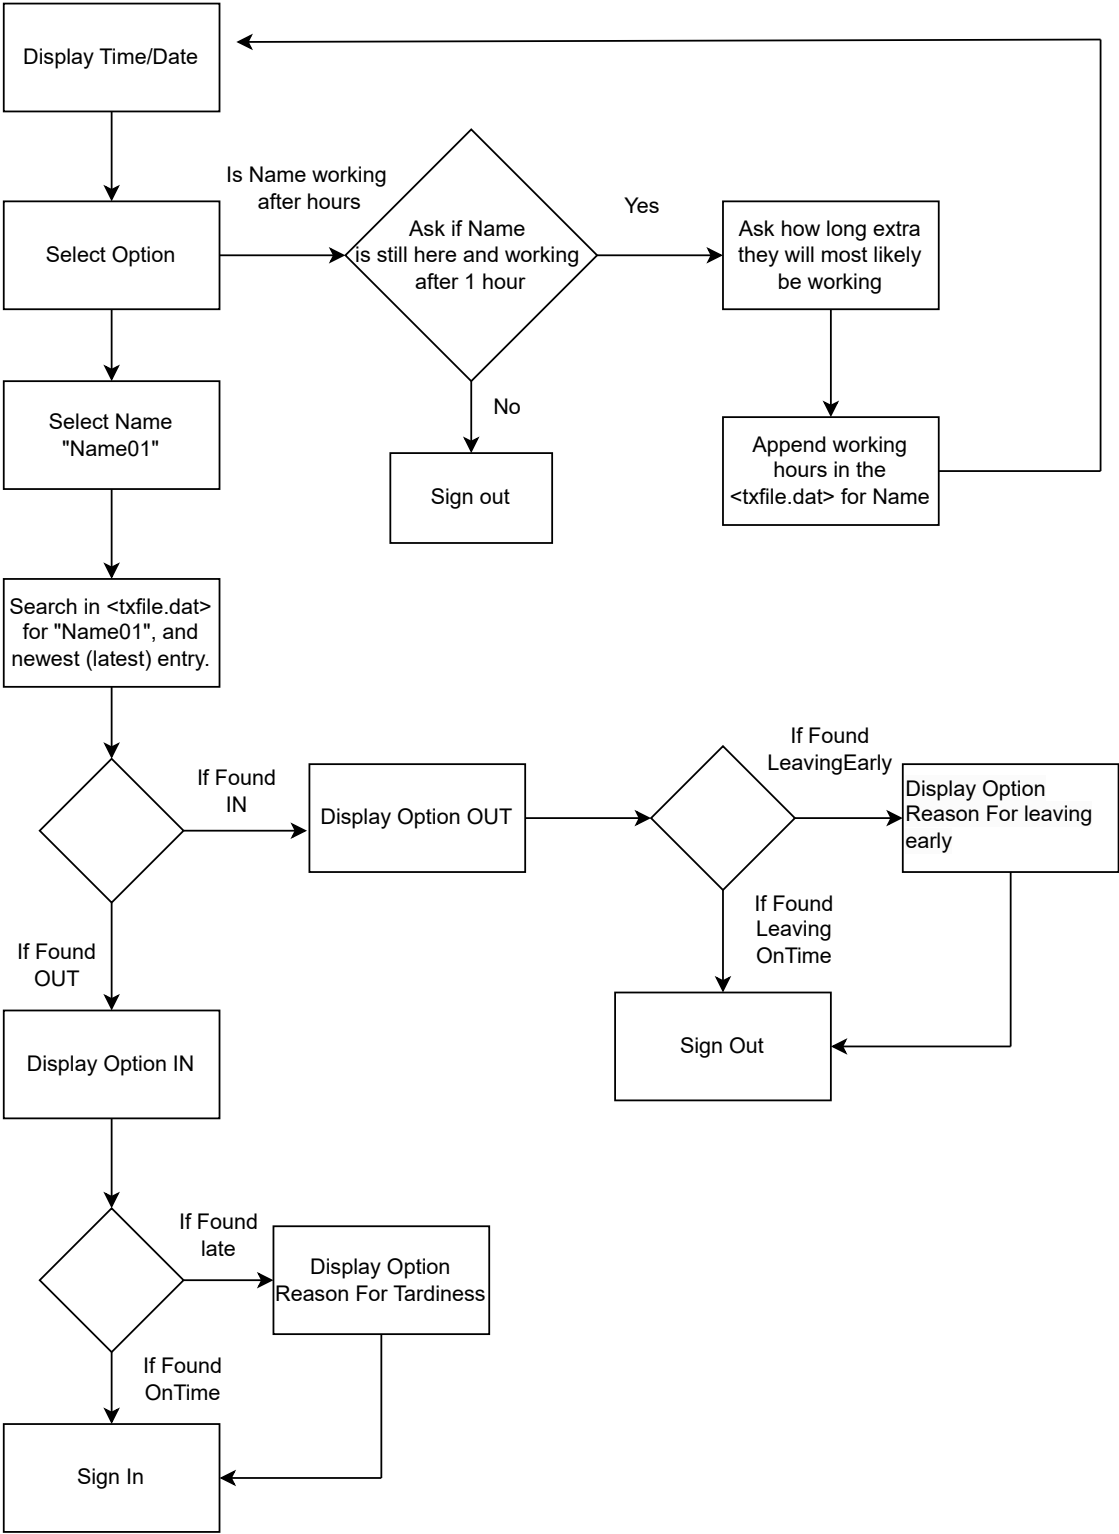 Display Time/Date
Is Name working
after hours
Select Option
Ask if Name
is still here and working
after 1 hour
Yes
Ask how long extra
they will most likely
be working
No
Select Name
"Name01"
Sign out
Append working
hours in the
<txfile.dat> for Name
Search in <txfile.dat>
for "Name01", and
newest (latest) entry.
If Found
IN
Display Option OUT
If Found
LeavingEarly
Display Option
Reason For leaving
early
If Found
Leaving
OnTime
If Found
OUT
Sign Out
Display Option IN
If Found
late
Display Option
Reason For Tardiness
If Found
OnTime
Sign In